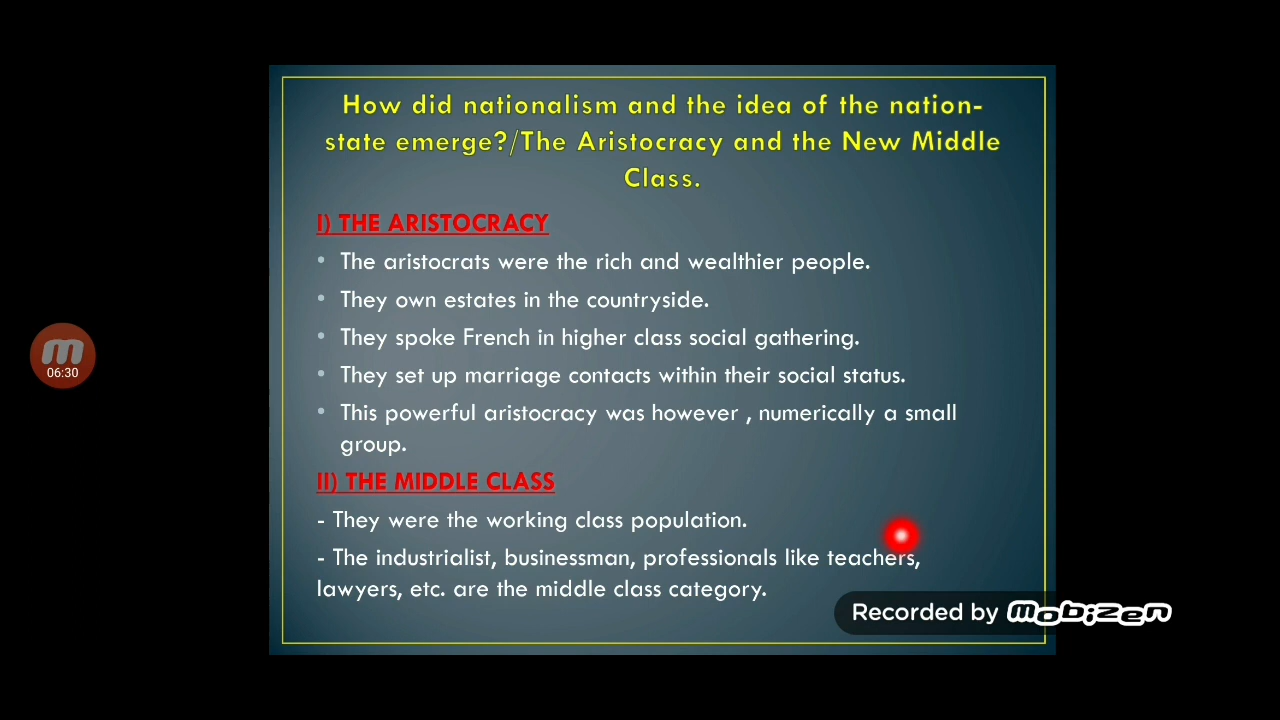 How did nationalism and the idea of the nation-
state emerge?/The Aristocracy and the New Middle
Class.
I) THE ARISTOCRACY
• The aristocrats were the rich and wealthier people.
• They own estates in the countryside.
• They spoke French in higher class social gathering.
• They set up marriage contacts within their social status.
• This powerful aristocracy was however , numerically a small
group.
II) THE MIDDLE CLASS
- They were the working class population.
- The industrialist, businessman, professionals like teachers,
lawyers, etc. are the middle class category.
06:30
Recorded by mobizen